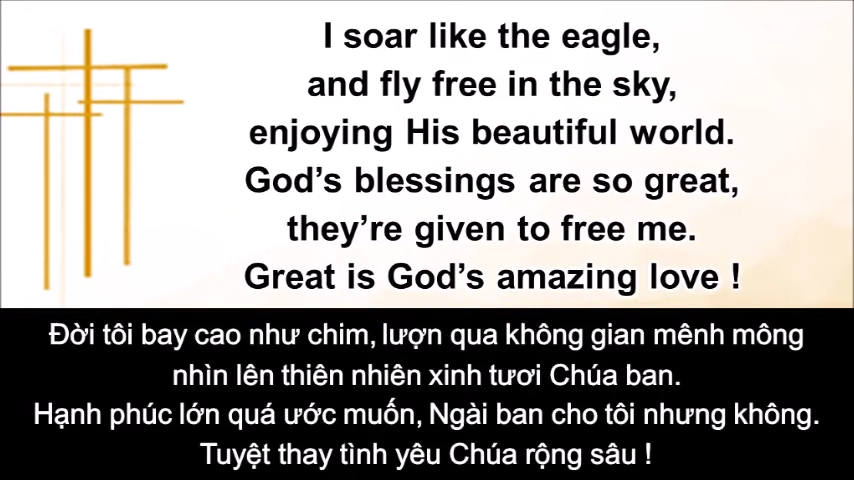 I soar like the eagle,
and fly free in the sky,
enjoying His beautiful world.
God's blessings are so great,
they're given to free me.
Great is God's amazing love !
Đời tôi bay cao như chim, lượn qua không gian mênh mông
nhìn lên thiên nhiên xinh tươi Chúa ban.
Hạnh phúc lớn quá ước muốn, Ngài ban cho tôi nhưng không.
Tuyệt thay tình yêu Chúa rộng sâu !